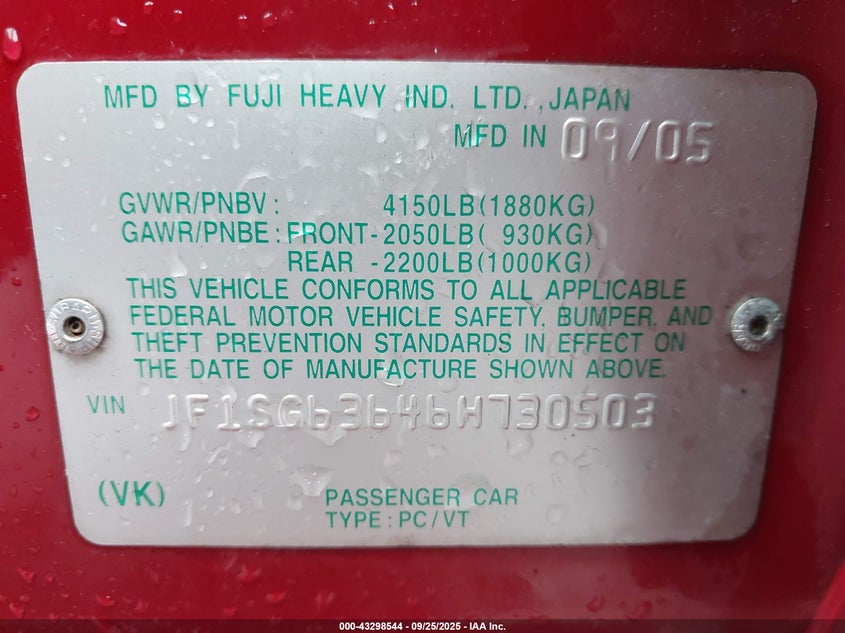 MFD BY FUJI HEAVY IND. LTD., JAPAN
MFD IN 09/05
GVWR/PNBV: 4150LB(1880KG)
GAWR/PNBE: FRONT-2050LB( 930KG)
REAR -2200LB(1000KG)
THIS VEHICLE CONFORMS TO ALL APPLICABLE
FEDERAL MOTOR VEHICLE SAFETY, BUMPER, AND
THEFT PREVENTION STANDARDS IN EFFECT ON
THE DATE OF MANUFACTURE SHOWN ABOVE.
VIN JF1SG63646H730503
(VK) PASSENGER CAR
TYPE: PC/VT
000-43298544 - 09/25/2025 - IAA Inc.